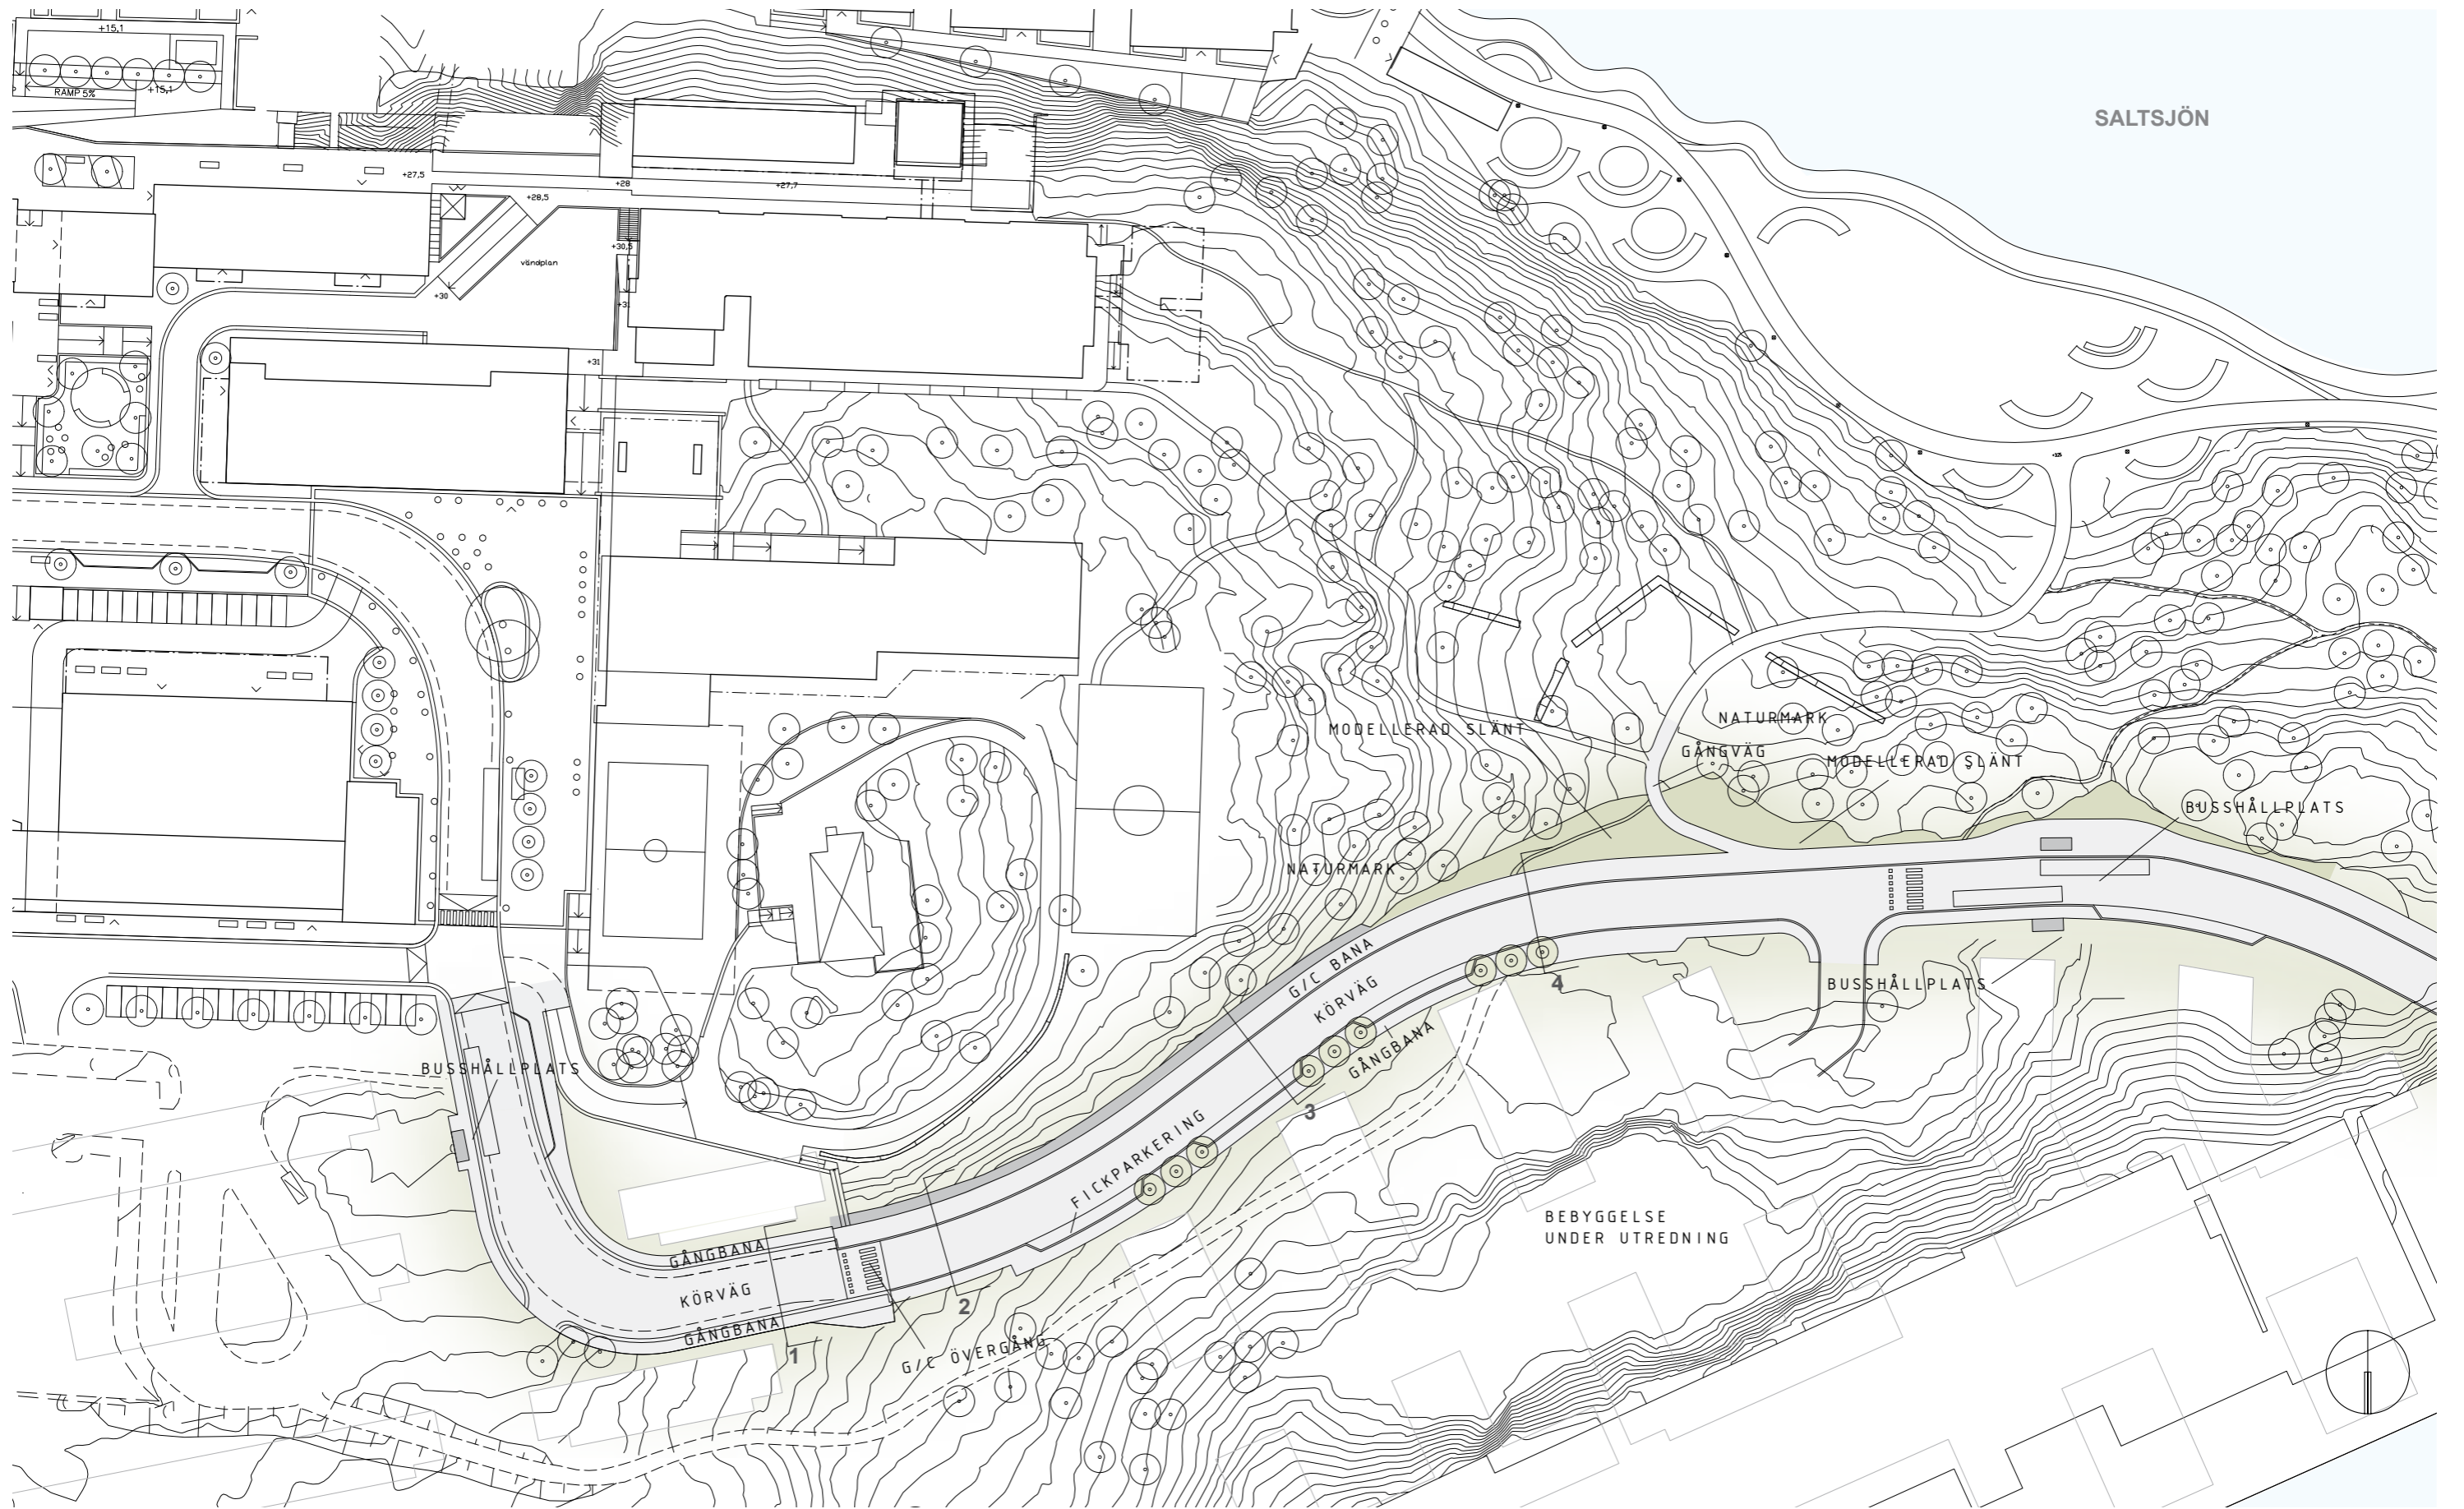 +15,1
RAMP 5%
+15,1
SALTSJÖN
+27,5
+28
+27,7
+28,5
+30,5
vändplan
+30
+31
+31
NATURMARK
MODELLERAD SLÄNT
GÅNGVÄG
MODELLERAD SLÄNT
BUSSHÅLLPLATS
NATURMARK
G/C BANA
KÖRVÄG
4
BUSSHÅLLPLATS
GÅNGBANA
BUSSHÅLLPLATS
3
FICKPARKERING
BEBYGGELSE
UNDER UTREDNING
GÅNGBANA
KÖRVÄG
2
GÅNGBANA
1
G/C ÖVERGÅNG